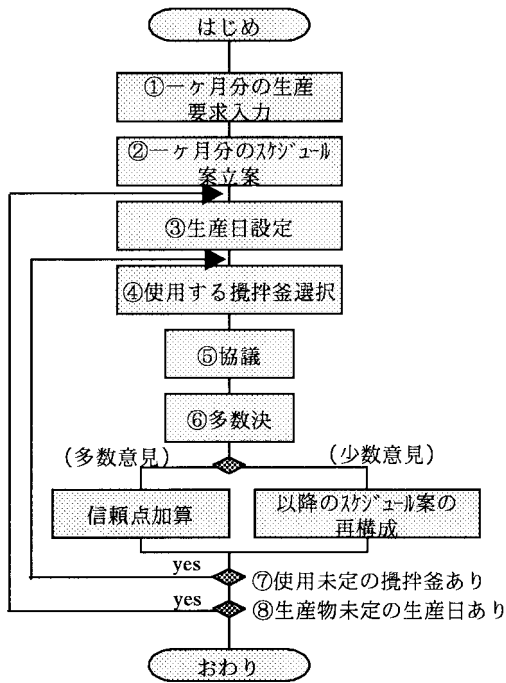 はじめ
①一ケ月分の生産
要求入力
②一ケ月分のｽｹｼﾞｭｰﾙ
案立案
③生産日設定
④使用する攪拌釜選択
⑤協議
⑥多数決
(多数意見)
(少数意見)
信頼点加算
以降のｽｹｼﾞｭｰﾙ案の
再構成
yes
⑦使用未定の攪拌釜あり
yes
⑧生産物未定の生産日あり
おわり